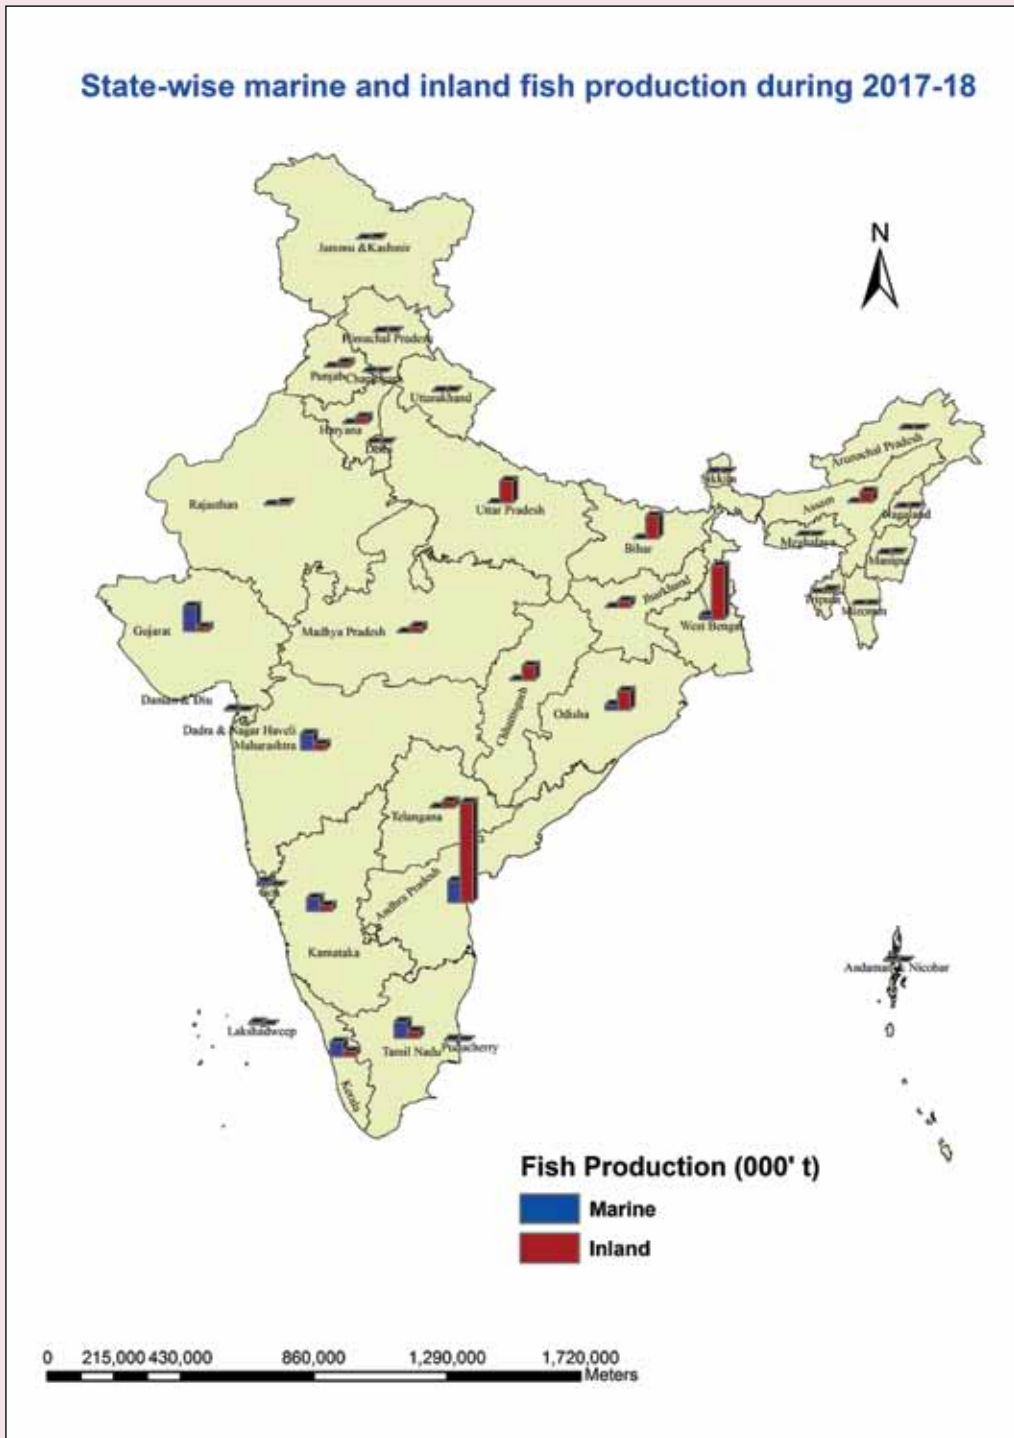 State-wise marine and inland fish production during 2017-18
N
Jammu &Kashmir
Himachal Pradesh
Punjab
Uttarakhand
Haryana
Delhi
Arunachal Pradesh
Sikkim
Rajasthan
Uttar Pradesh
Assam
Nagaland
Bihar
Meghalaya
Manipur
Jharkhand
Tripura
Mizoram
Gujarat
Madhya Pradesh
West Bengal
Daman & Diu
Chhattisgarh
Odisha
Dadra & Nagar Haveli
Maharashtra
Telangana
Andhra Pradesh
Goa
Karnataka
Andaman & Nicobar
Lakshadweep
Tamil Nadu
Puducherry
Kerala
Fish Production (000' t)
Marine
Inland
0 215,000 430,000 860,000 1,290,000 1,720,000
Meters